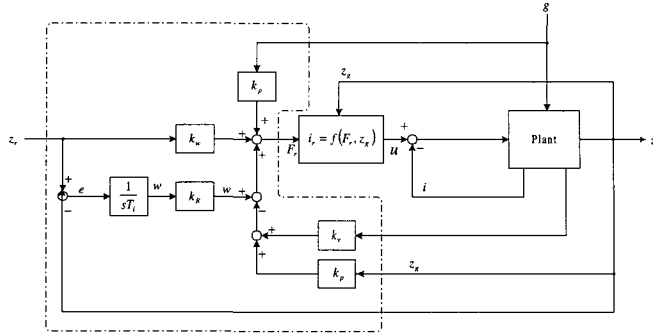 g
z_g
k_p
z_r
k_w
F_r
i_r = f(F_r, z_g)
u
Plant
e
1
sT_i
w
k_R
w
i
k_v
k_p
z_g